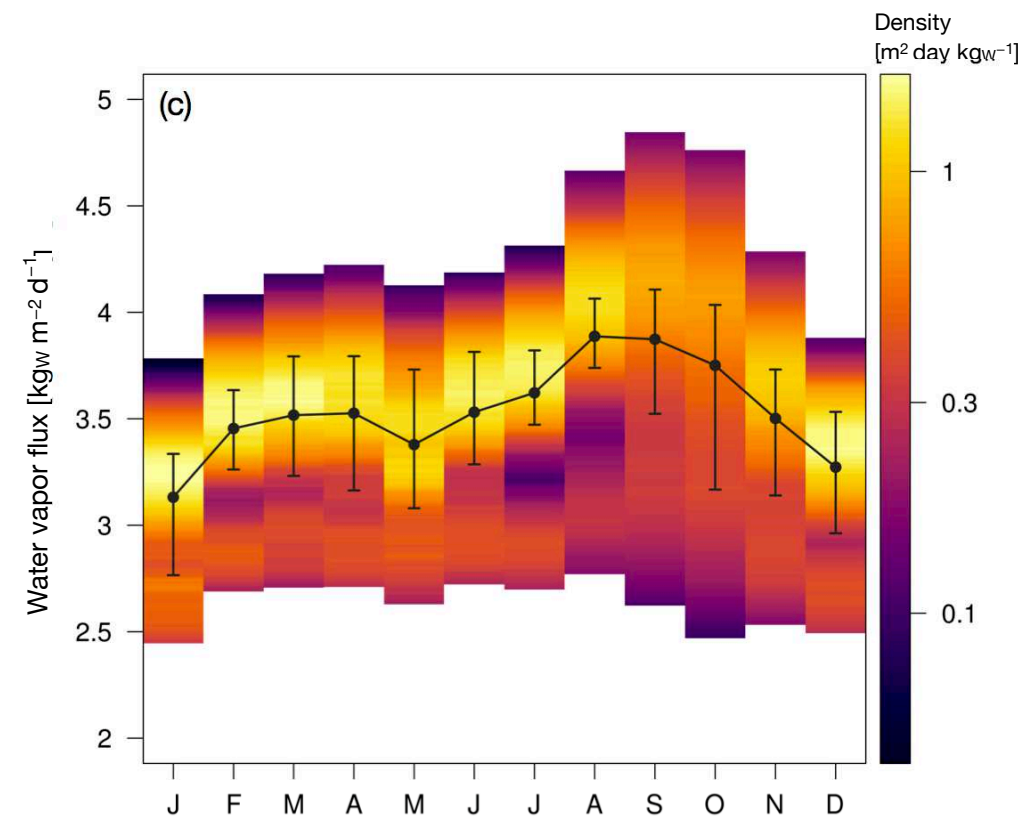 Density
[m² day kgw⁻¹]
(c)
5
4.5
4
3.5
3
2.5
2
Water vapor flux [kgw m⁻² d⁻¹]
1
0.3
0.1
J F M A M J J A S O N D